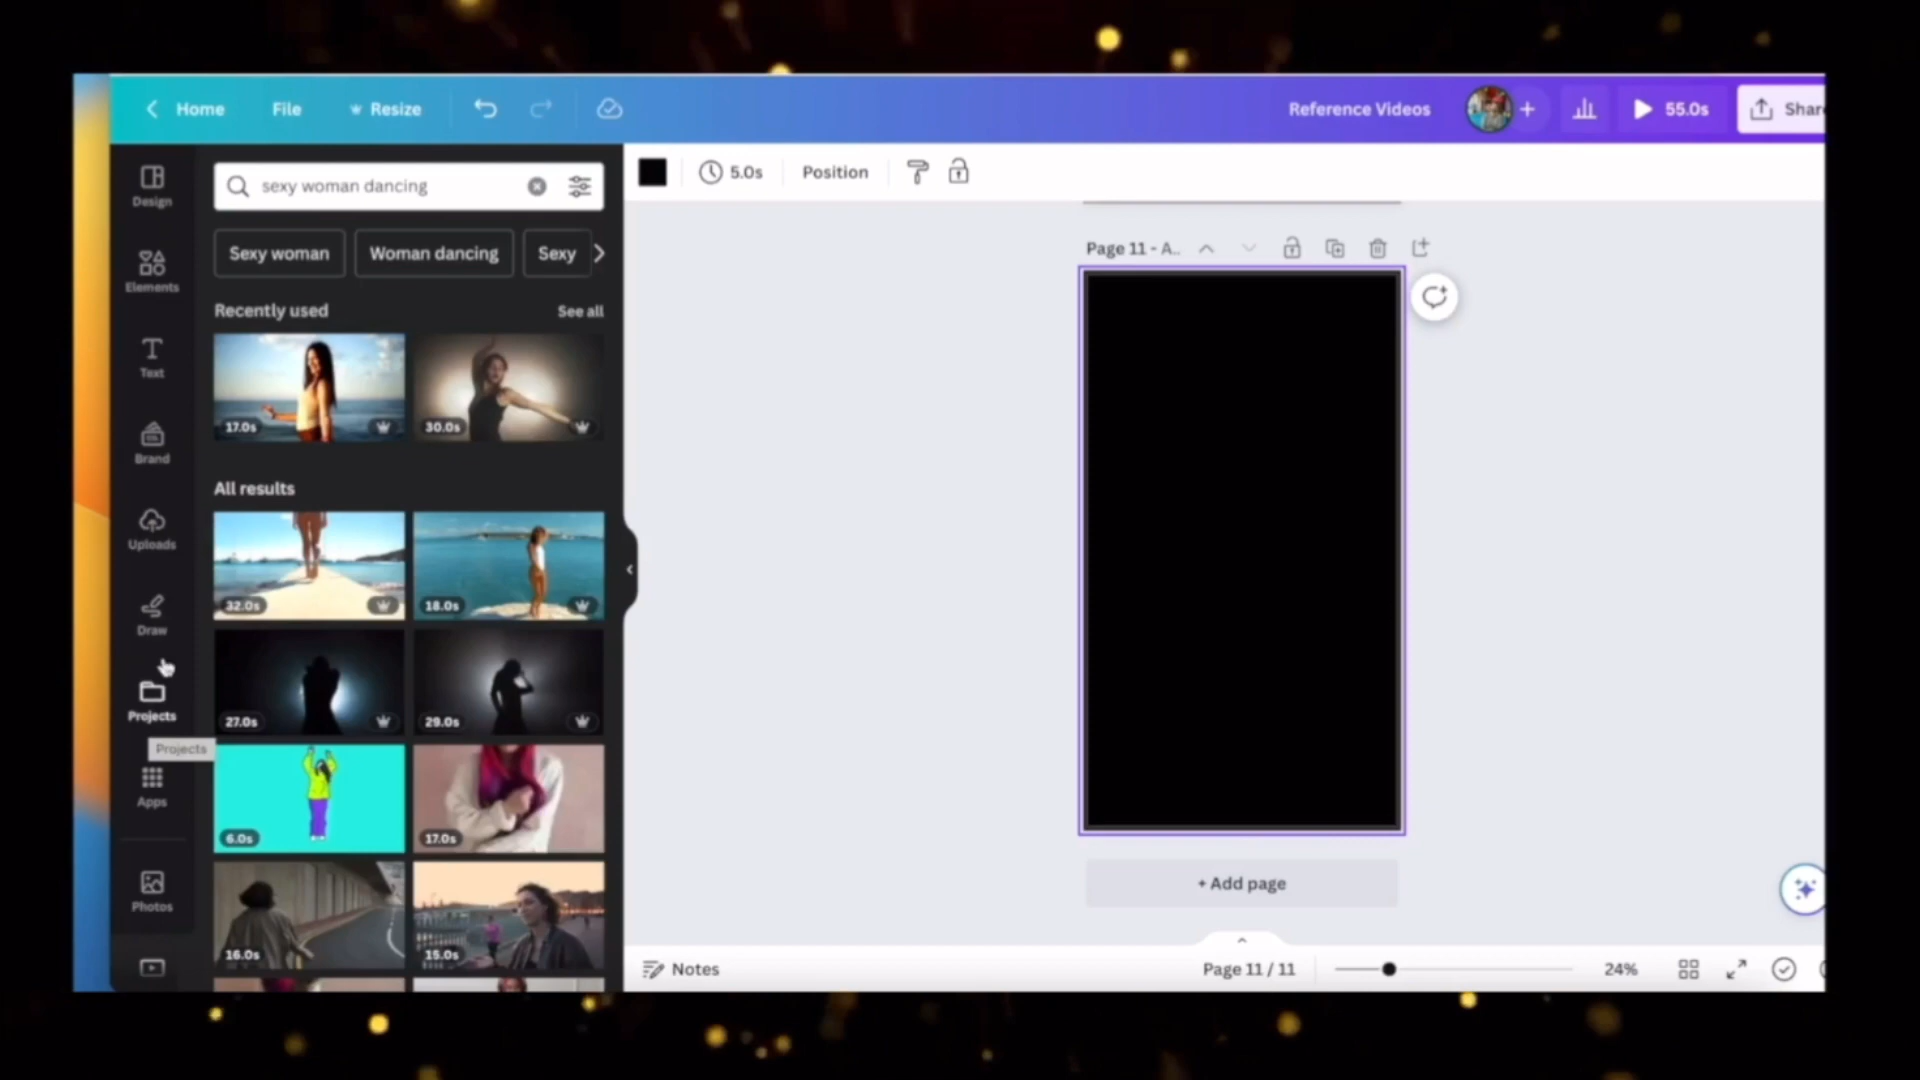 Home File Resize Reference Videos 55.0s
Design
Elements
Text
Brand
Uploads
Draw
Projects
Projects
Apps
Photos
sexy woman dancing
Sexy woman Woman dancing Sexy
Recently used See all
17.0s 30.0s
All results
32.0s 18.0s
27.0s 29.0s
6.0s 17.0s
16.0s 15.0s
5.0s Position
Page 11 - A..
+ Add page
Notes Page 11 / 11 24%